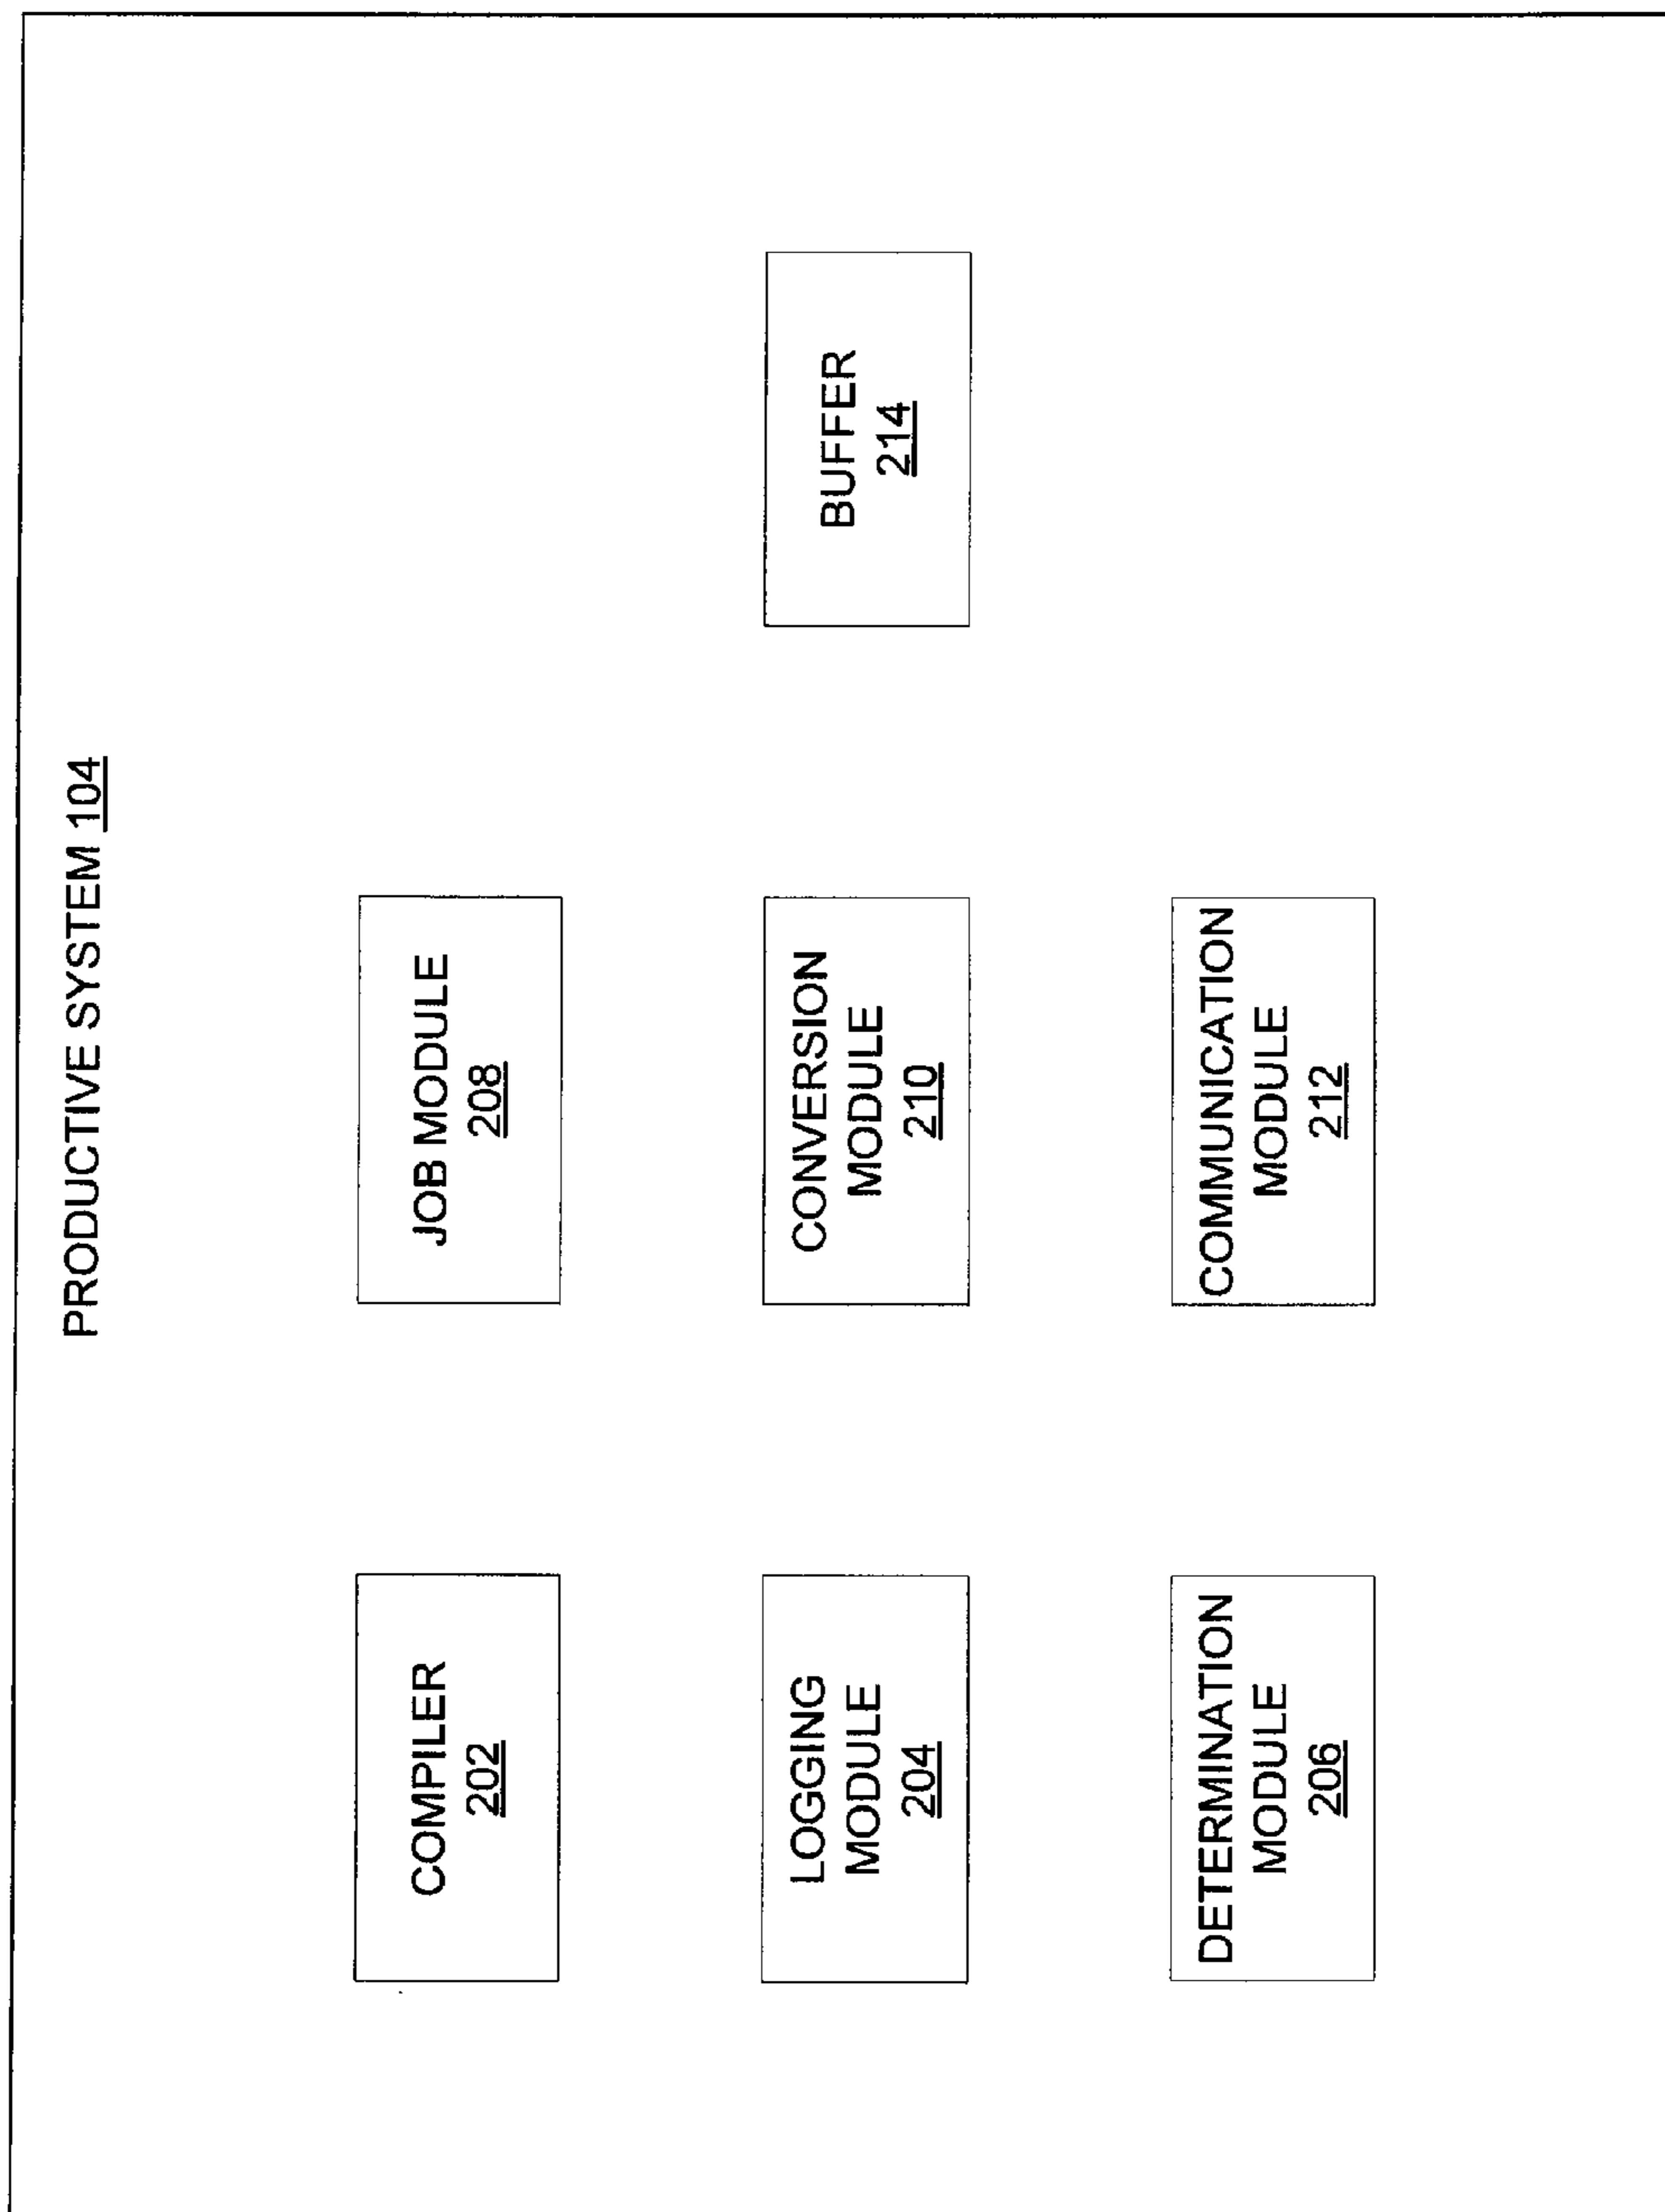 PRODUCTIVE SYSTEM 104
COMPILER
202
JOB MODULE
208
LOGGING
MODULE
204
CONVERSION
MODULE
210
BUFFER
214
DETERMINATION
MODULE
206
COMMUNICATION
MODULE
212